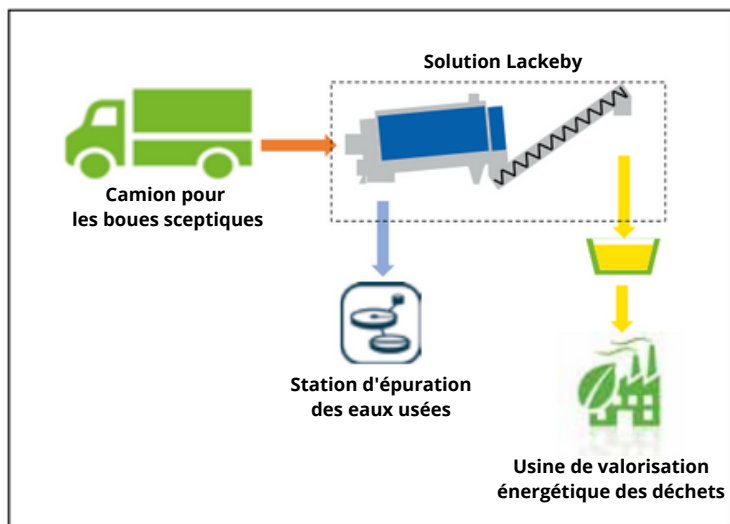 Solution Lackeby
Camion pour
les boues sceptiques
Station d'épuration
des eaux usées
Usine de valorisation
énergétique des déchets